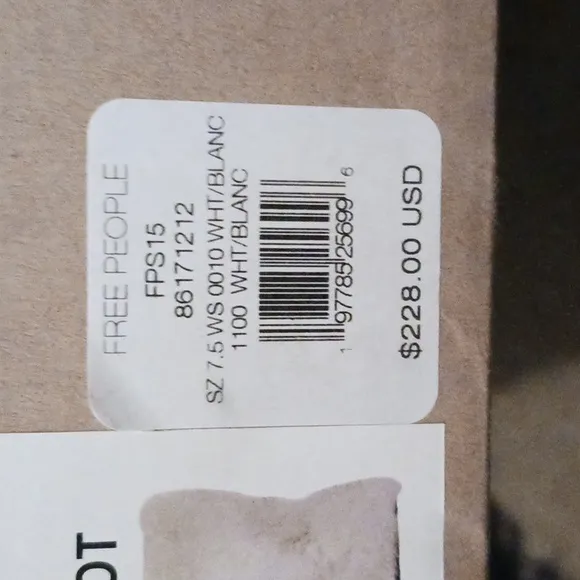 FREE PEOPLE
FPS15
86171212
SZ 7.5 WS 0010 WHT/BLANC
1100 WHT/BLANC
1 97785 25699 6
$228.00 USD
OT